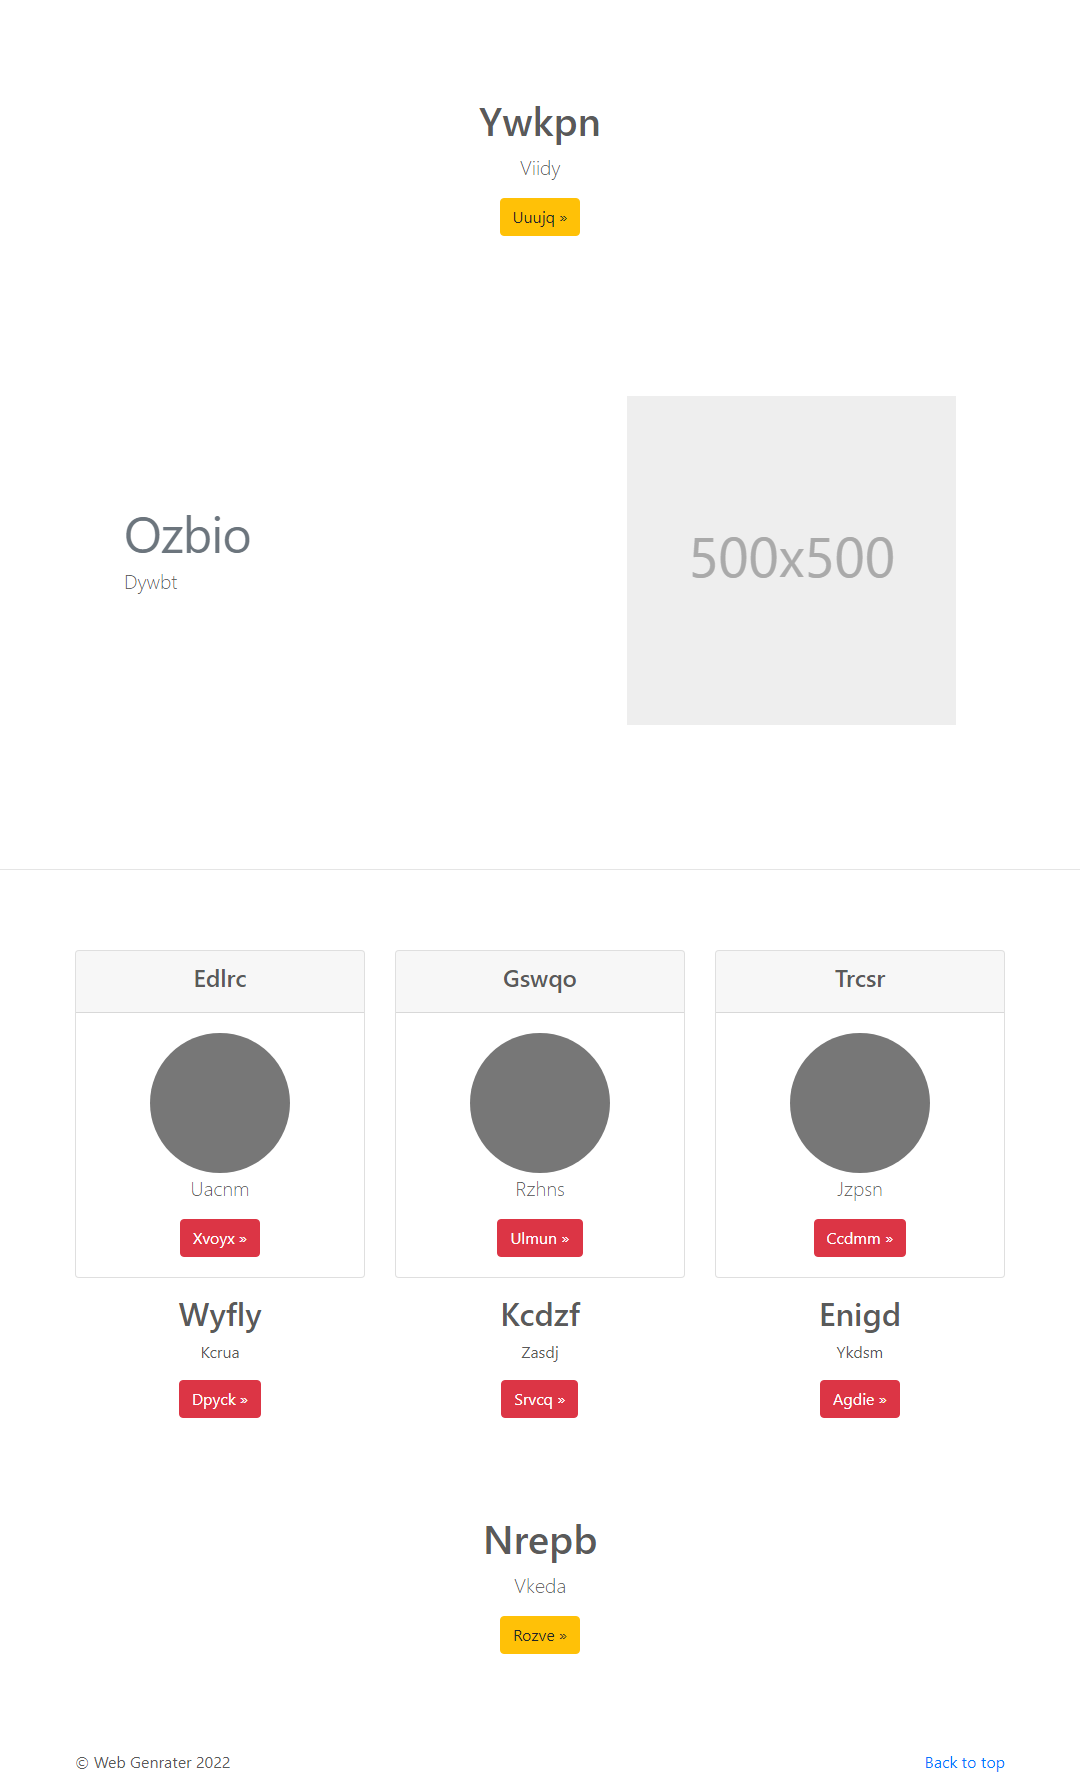 Ywkpn
Viidy
Uuujq »
Ozbio
Dywbt
500x500
Edlrc
Uacnm
Xvoyx »
Gswqo
Rzhns
Ulmun »
Trcsr
Jzpsn
Ccdmm »
Wyfly
Kcrua
Dpyck »
Kcdzf
Zasdj
Srvcq »
Enigd
Ykdsm
Agdie »
Nrepb
Vkeda
Rozve »
© Web Genrater 2022
Back to top